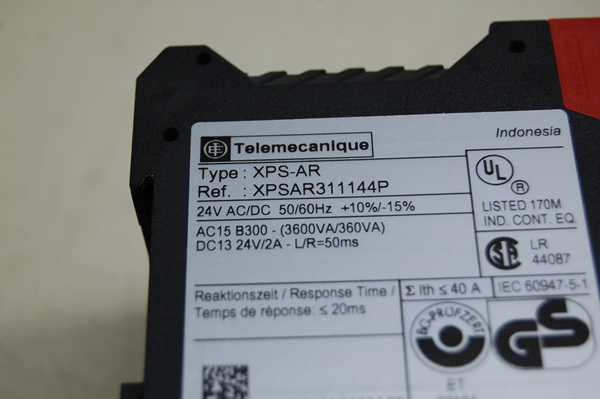 Telemecanique
Indonesia
Type : XPS-AR
Ref. : XPSAR311144P
24V AC/DC 50/60Hz +10%/-15%
AC15 B300 - (3600VA/360VA)
DC13 24V/2A - L/R=50ms
UL
R
LISTED 170M
IND. CONT. EQ.
LR
44087
Reaktionszeit / Response Time /
Temps de réponse: ≤ 20ms
Σ Ith ≤ 40 A
IEC 60947-5-1
BG-PRÜFZERT
GS
ET